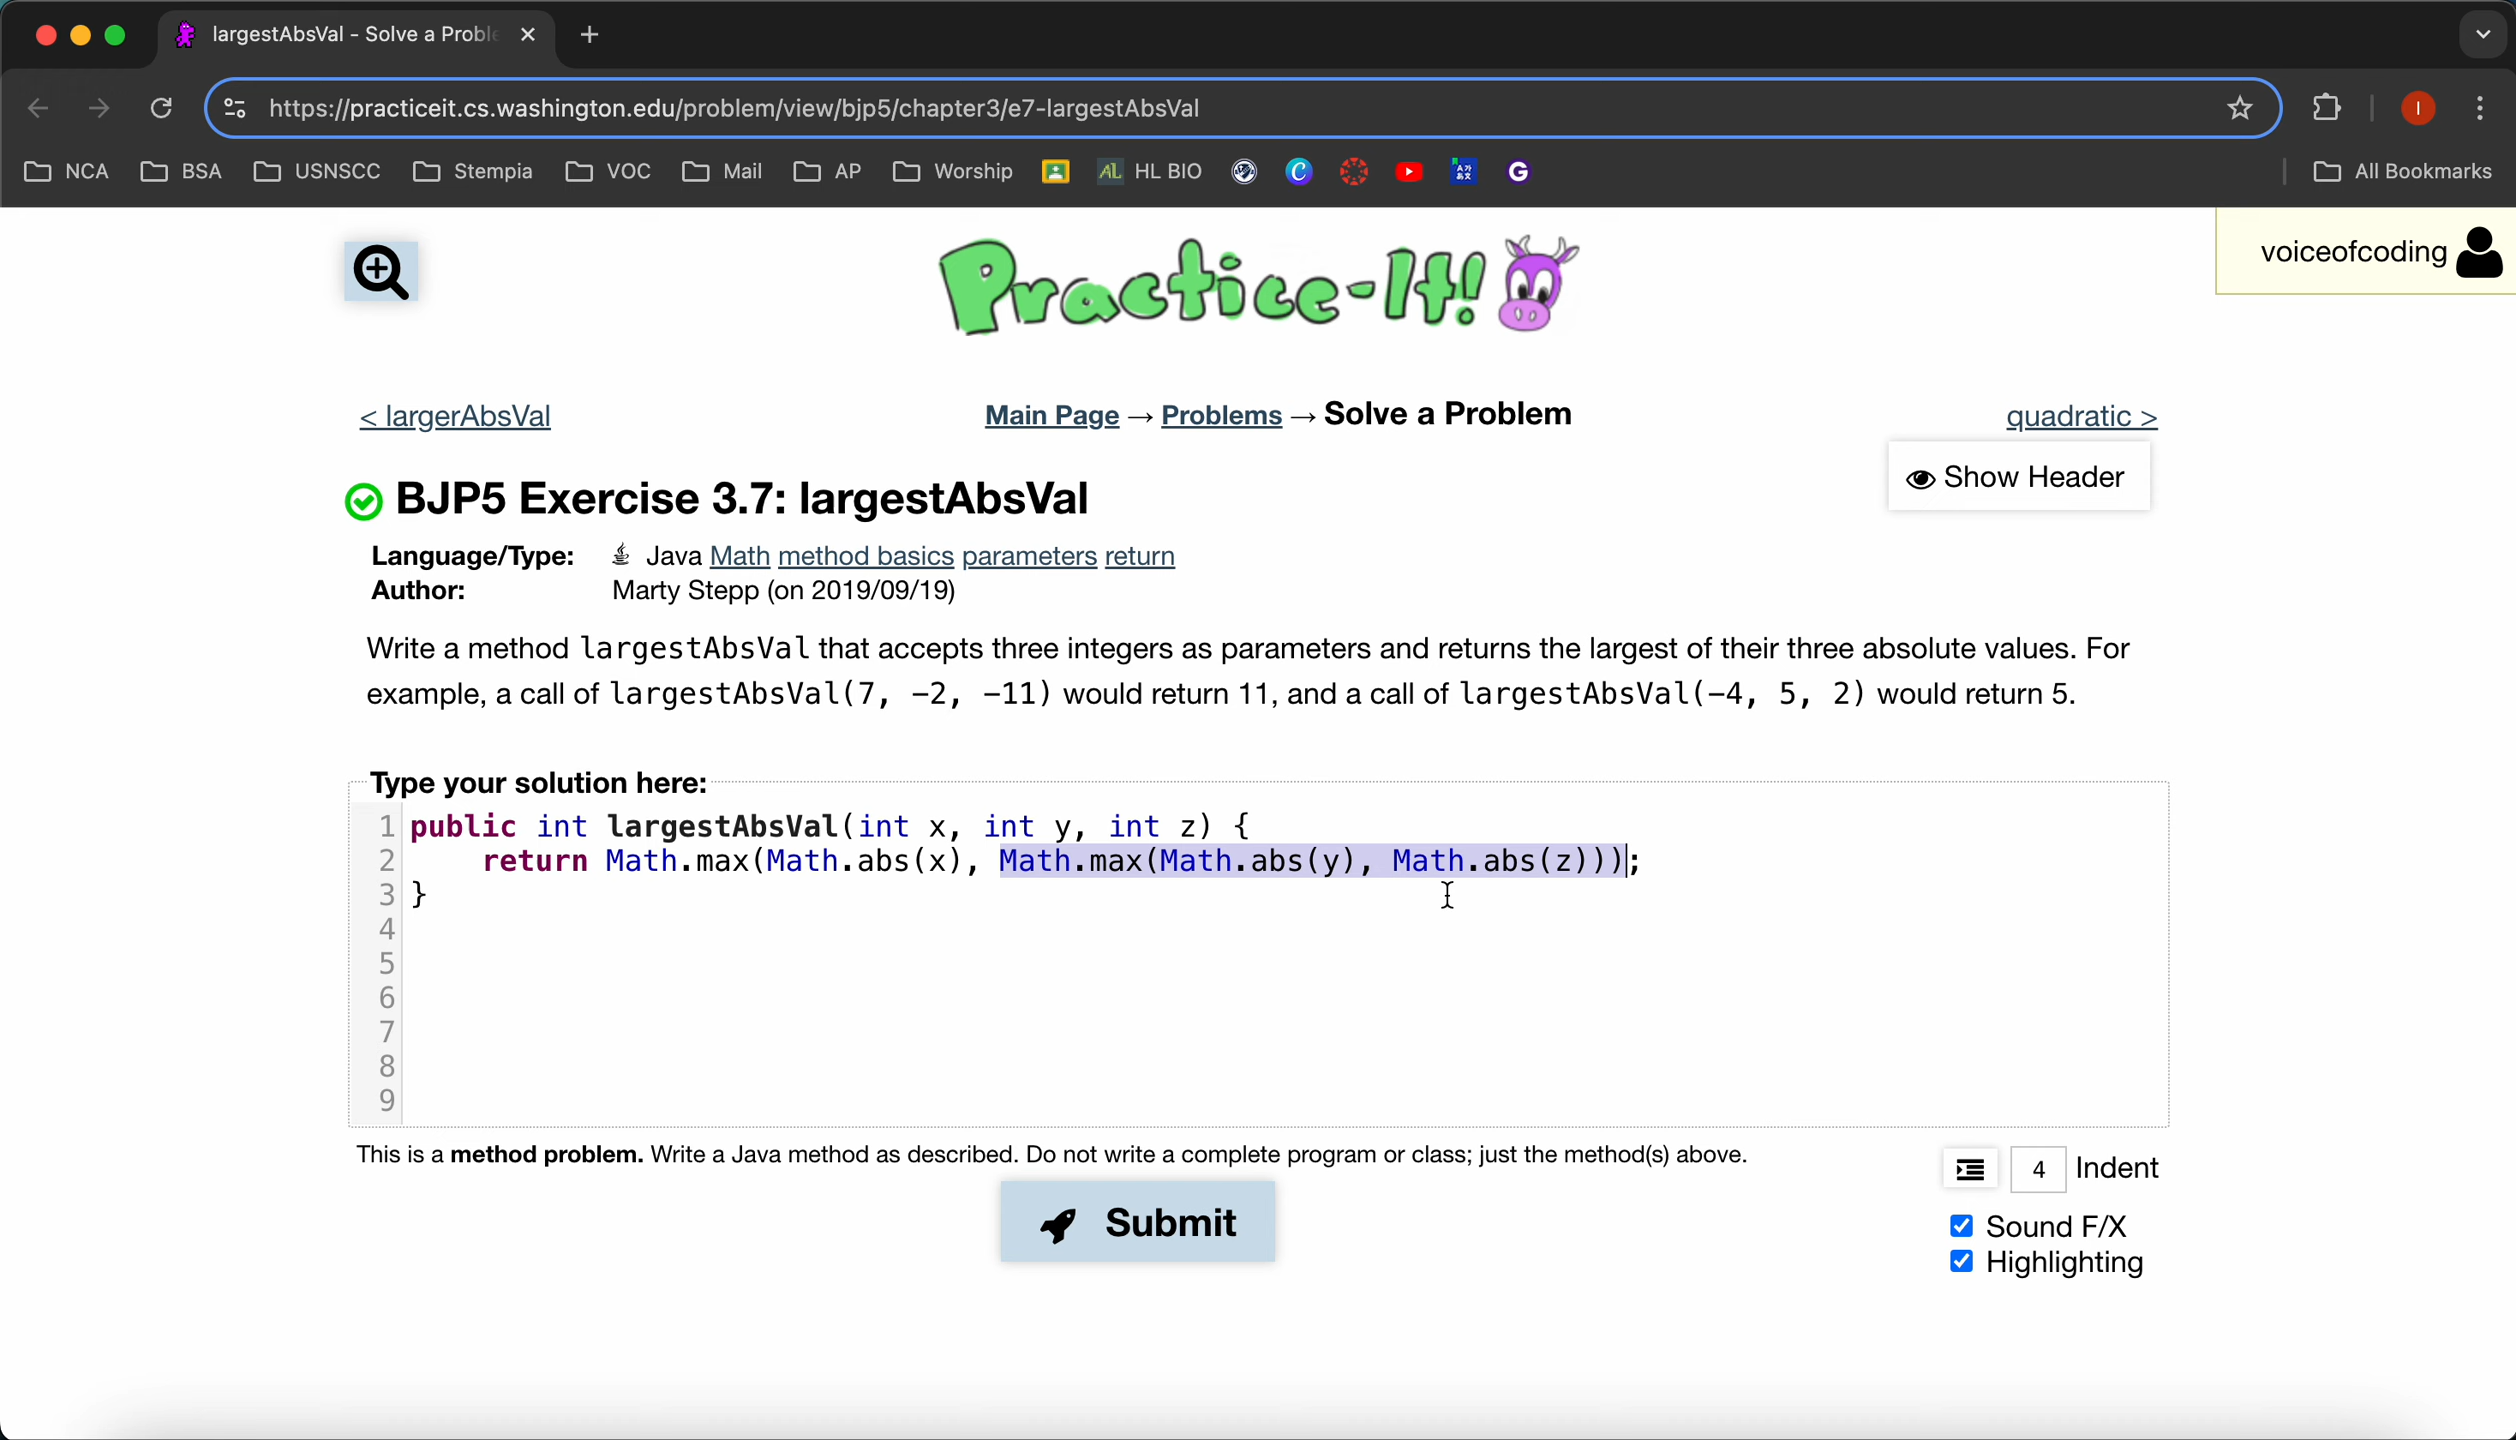 largestAbsVal - Solve a Proble
https://practiceit.cs.washington.edu/problem/view/bjp5/chapter3/e7-largestAbsVal
I
NCA BSA USNSCC Stempia VOC Mail AP Worship AL HL BIO G All Bookmarks
Practice-It!
voiceofcoding
< largerAbsVal
Main Page → Problems → Solve a Problem
quadratic >
Show Header
BJP5 Exercise 3.7: largestAbsVal
Language/Type: Java Math method basics parameters return
Author: Marty Stepp (on 2019/09/19)
Write a method largestAbsVal that accepts three integers as parameters and returns the largest of their three absolute values. For
example, a call of largestAbsVal(7, -2, -11) would return 11, and a call of largestAbsVal(-4, 5, 2) would return 5.
Type your solution here:
1 public int largestAbsVal(int x, int y, int z) {
2     return Math.max(Math.abs(x), Math.max(Math.abs(y), Math.abs(z)));
3 }
4
5
6
7
8
9
This is a method problem. Write a Java method as described. Do not write a complete program or class; just the method(s) above.
4 Indent
Submit
Sound F/X
Highlighting